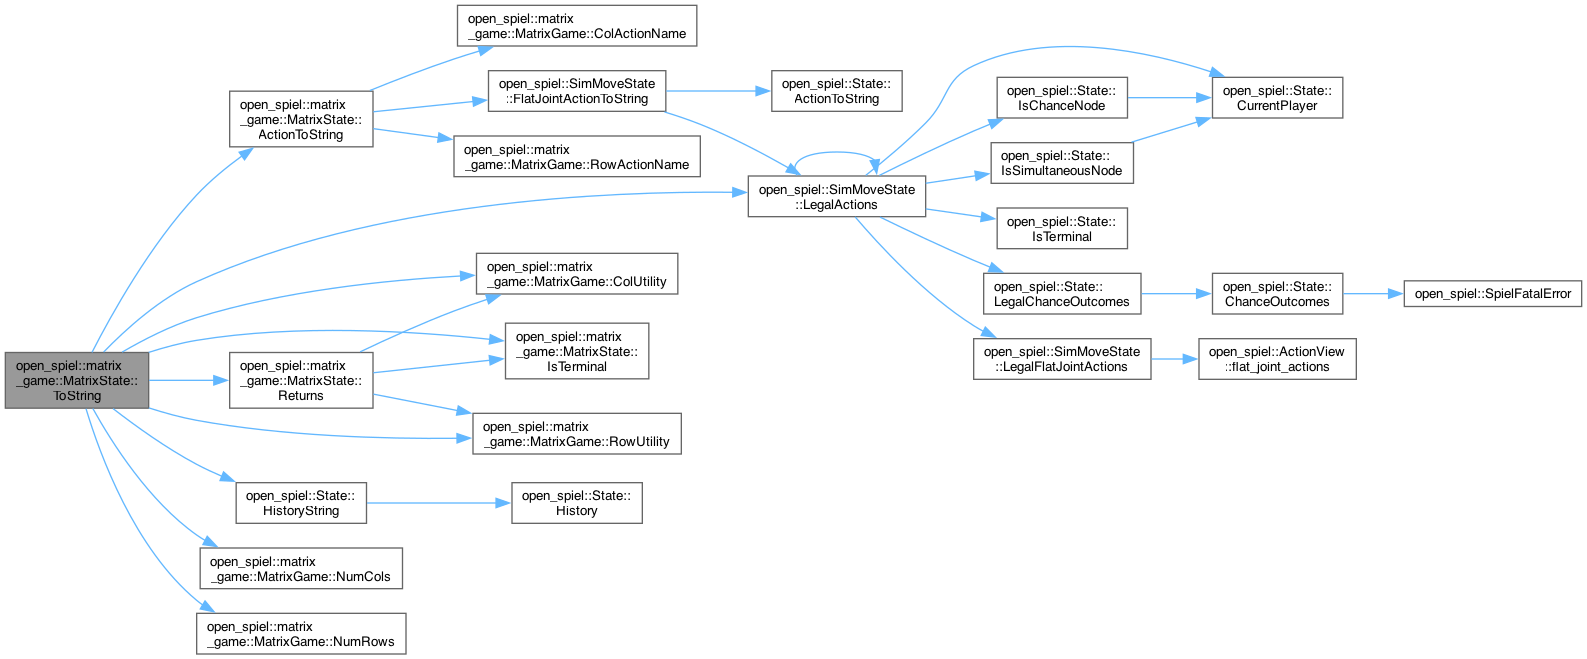 open_spiel::matrix
_game::MatrixState::
ToString
open_spiel::matrix
_game::MatrixState::
ActionToString
open_spiel::matrix
_game::MatrixGame::ColActionName
open_spiel::SimMoveState
::FlatJointActionToString
open_spiel::State::
ActionToString
open_spiel::matrix
_game::MatrixGame::RowActionName
open_spiel::SimMoveState
::LegalActions
open_spiel::State::
IsChanceNode
open_spiel::State::
CurrentPlayer
open_spiel::State::
IsSimultaneousNode
open_spiel::State::
IsTerminal
open_spiel::State::
LegalChanceOutcomes
open_spiel::State::
ChanceOutcomes
open_spiel::SpielFatalError
open_spiel::SimMoveState
::LegalFlatJointActions
open_spiel::ActionView
::flat_joint_actions
open_spiel::matrix
_game::MatrixGame::ColUtility
open_spiel::matrix
_game::MatrixState::
IsTerminal
open_spiel::matrix
_game::MatrixState::
Returns
open_spiel::matrix
_game::MatrixGame::RowUtility
open_spiel::State::
HistoryString
open_spiel::State::
History
open_spiel::matrix
_game::MatrixGame::NumCols
open_spiel::matrix
_game::MatrixGame::NumRows